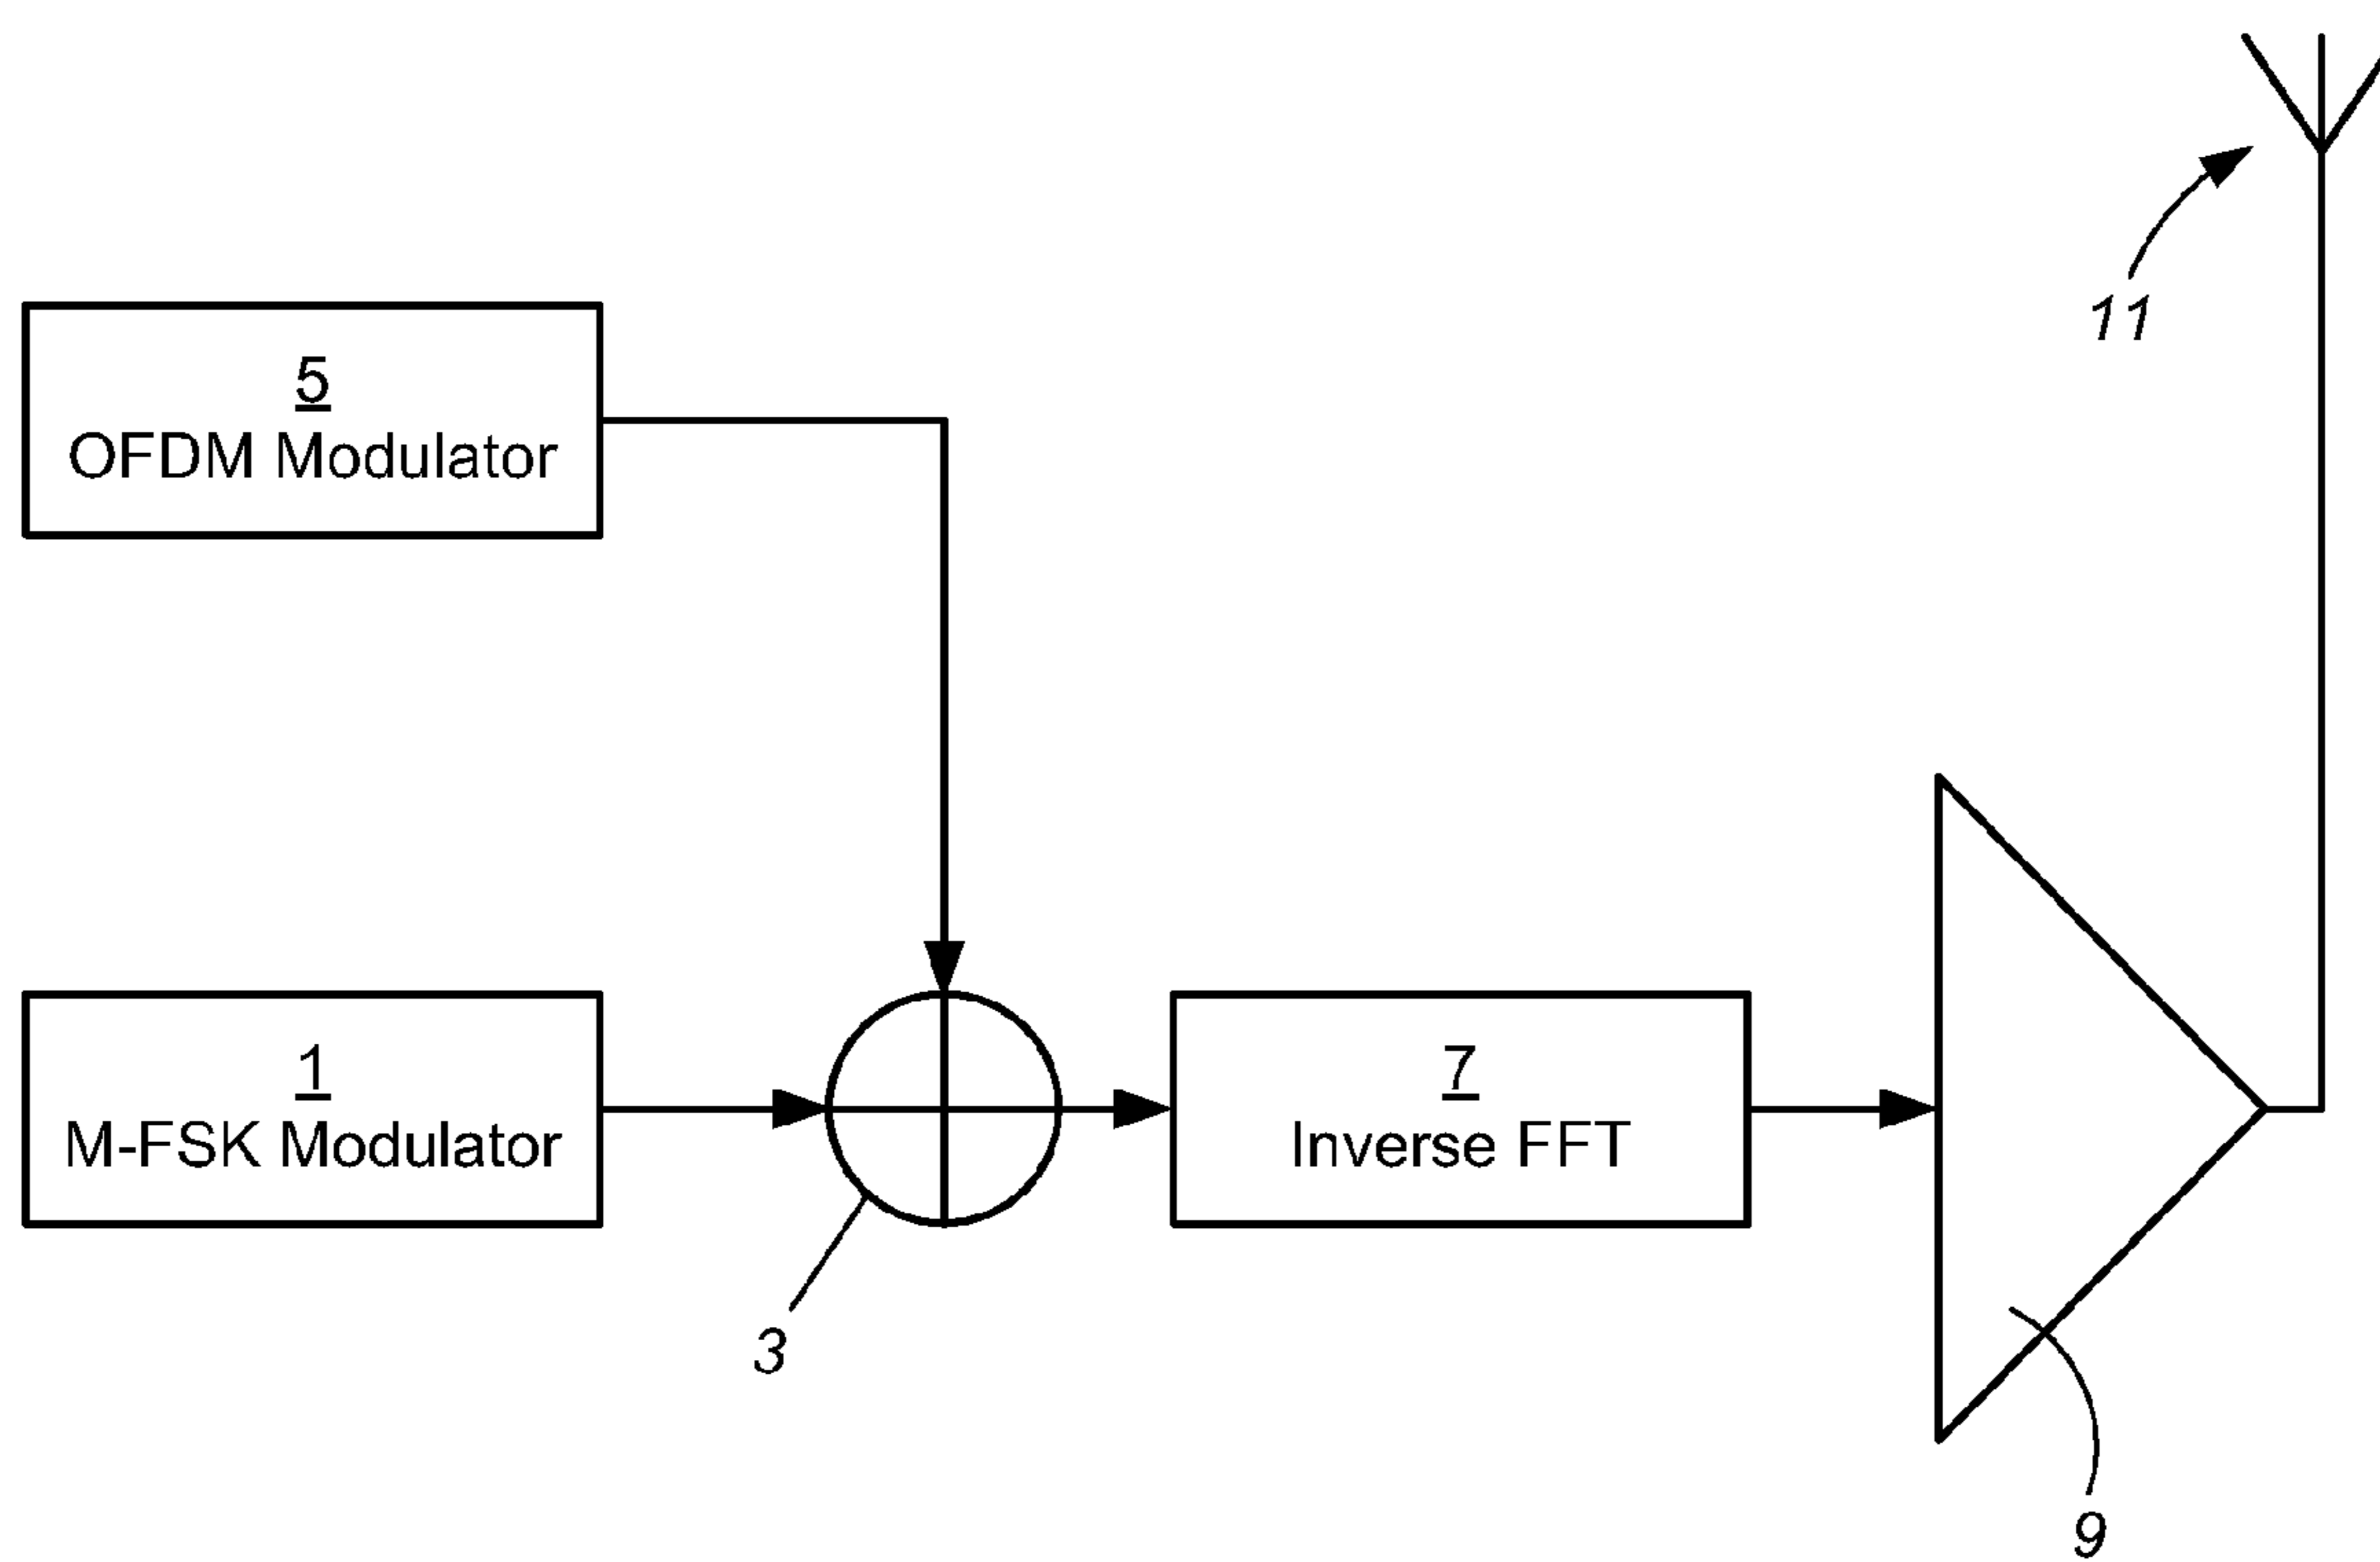 11
5
OFDM Modulator
1
M-FSK Modulator
7
Inverse FFT
3
9